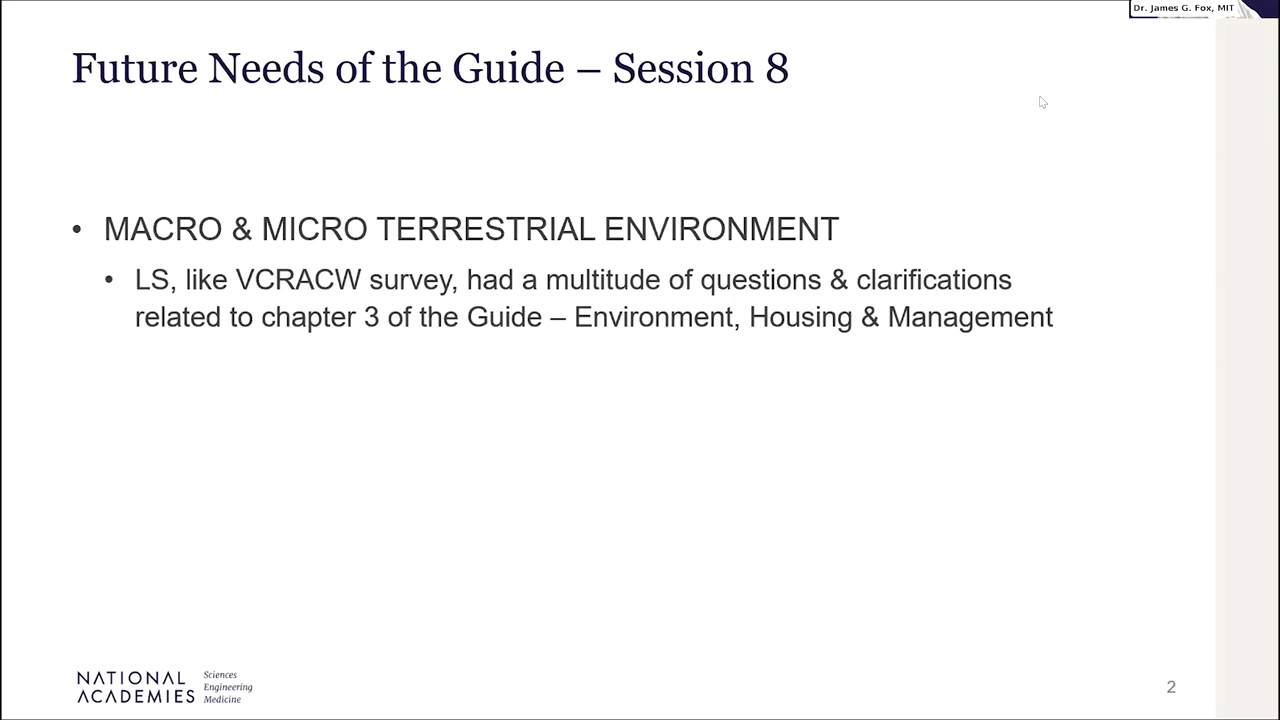 Dr. James G. Fox, MIT
Future Needs of the Guide – Session 8
• MACRO & MICRO TERRESTRIAL ENVIRONMENT
• LS, like VCRACW survey, had a multitude of questions & clarifications
related to chapter 3 of the Guide – Environment, Housing & Management
NATIONAL ACADEMIES
Sciences
Engineering
Medicine
2